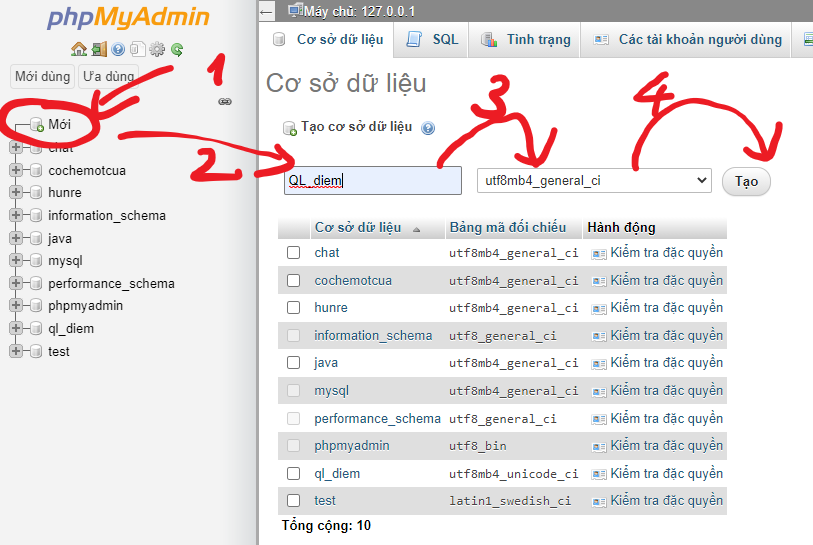 phpMyAdmin
Mới dùng Ưa dùng
Mới
chat
cochemotcua
hunre
information_schema
java
mysql
performance_schema
phpmyadmin
ql_diem
test
1
2.
3
4
Máy chủ: 127.0.0.1
Cơ sở dữ liệu SQL Tình trạng Các tài khoản người dùng
Cơ sở dữ liệu
Tạo cơ sở dữ liệu
QL_diem utf8mb4_general_ci Tạo
Cơ sở dữ liệu Bảng mã đối chiếu Hành động
chat utf8mb4_general_ci Kiểm tra đặc quyền
cochemotcua utf8mb4_general_ci Kiểm tra đặc quyền
hunre utf8mb4_general_ci Kiểm tra đặc quyền
information_schema utf8_general_ci Kiểm tra đặc quyền
java utf8mb4_general_ci Kiểm tra đặc quyền
mysql utf8mb4_general_ci Kiểm tra đặc quyền
performance_schema utf8_general_ci Kiểm tra đặc quyền
phpmyadmin utf8_bin Kiểm tra đặc quyền
ql_diem utf8mb4_unicode_ci Kiểm tra đặc quyền
test latin1_swedish_ci Kiểm tra đặc quyền
Tổng cộng: 10